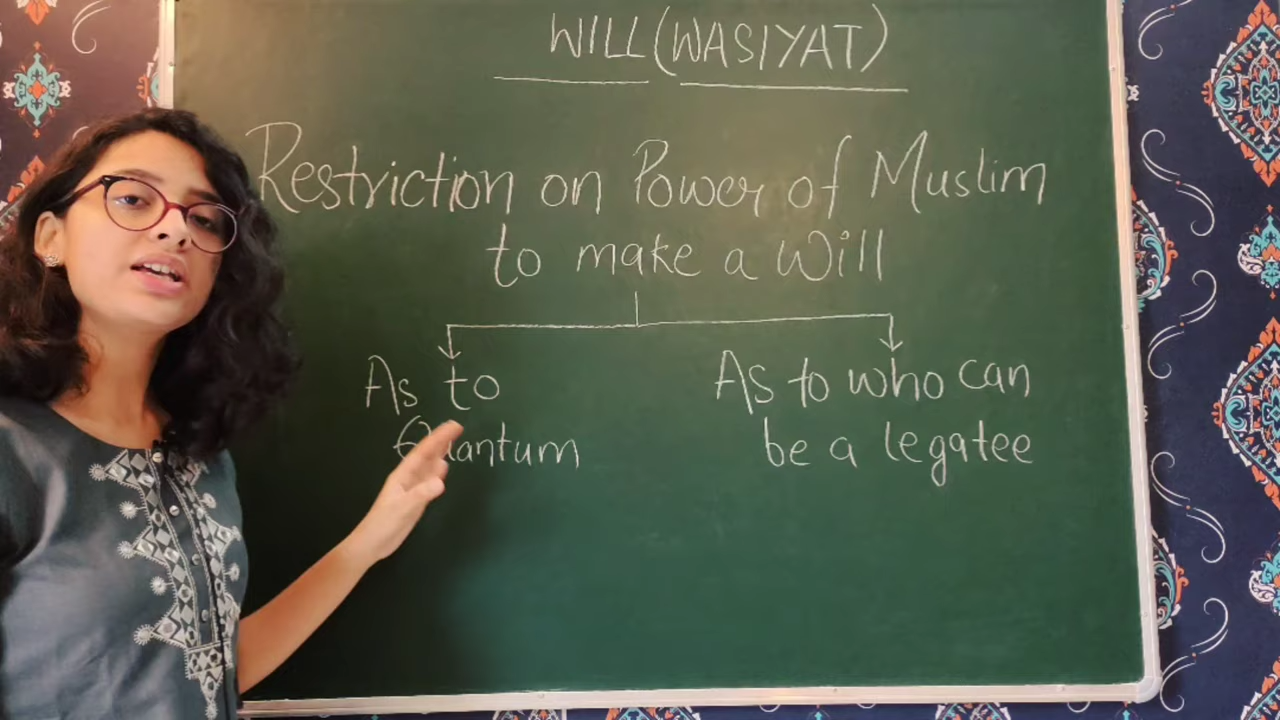 WILL (WASIYAT)
Restriction on Power of Muslim
to make a Will
As to
Quantum
As to who can
be a legatee